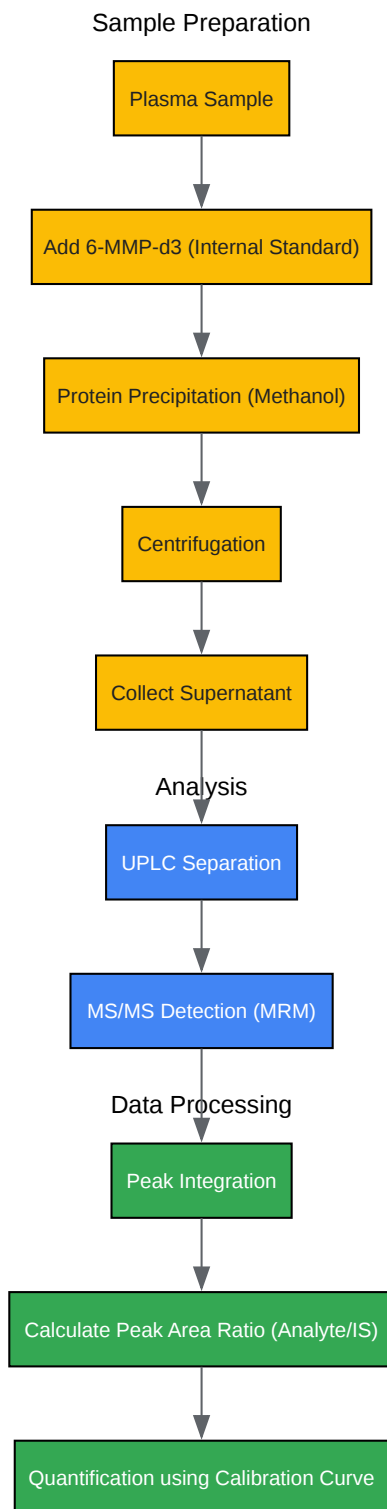 Sample Preparation
Plasma Sample
Add 6-MMP-d3 (Internal Standard)
Protein Precipitation (Methanol)
Centrifugation
Collect Supernatant
Analysis
UPLC Separation
MS/MS Detection (MRM)
Data Processing
Peak Integration
Calculate Peak Area Ratio (Analyte/IS)
Quantification using Calibration Curve